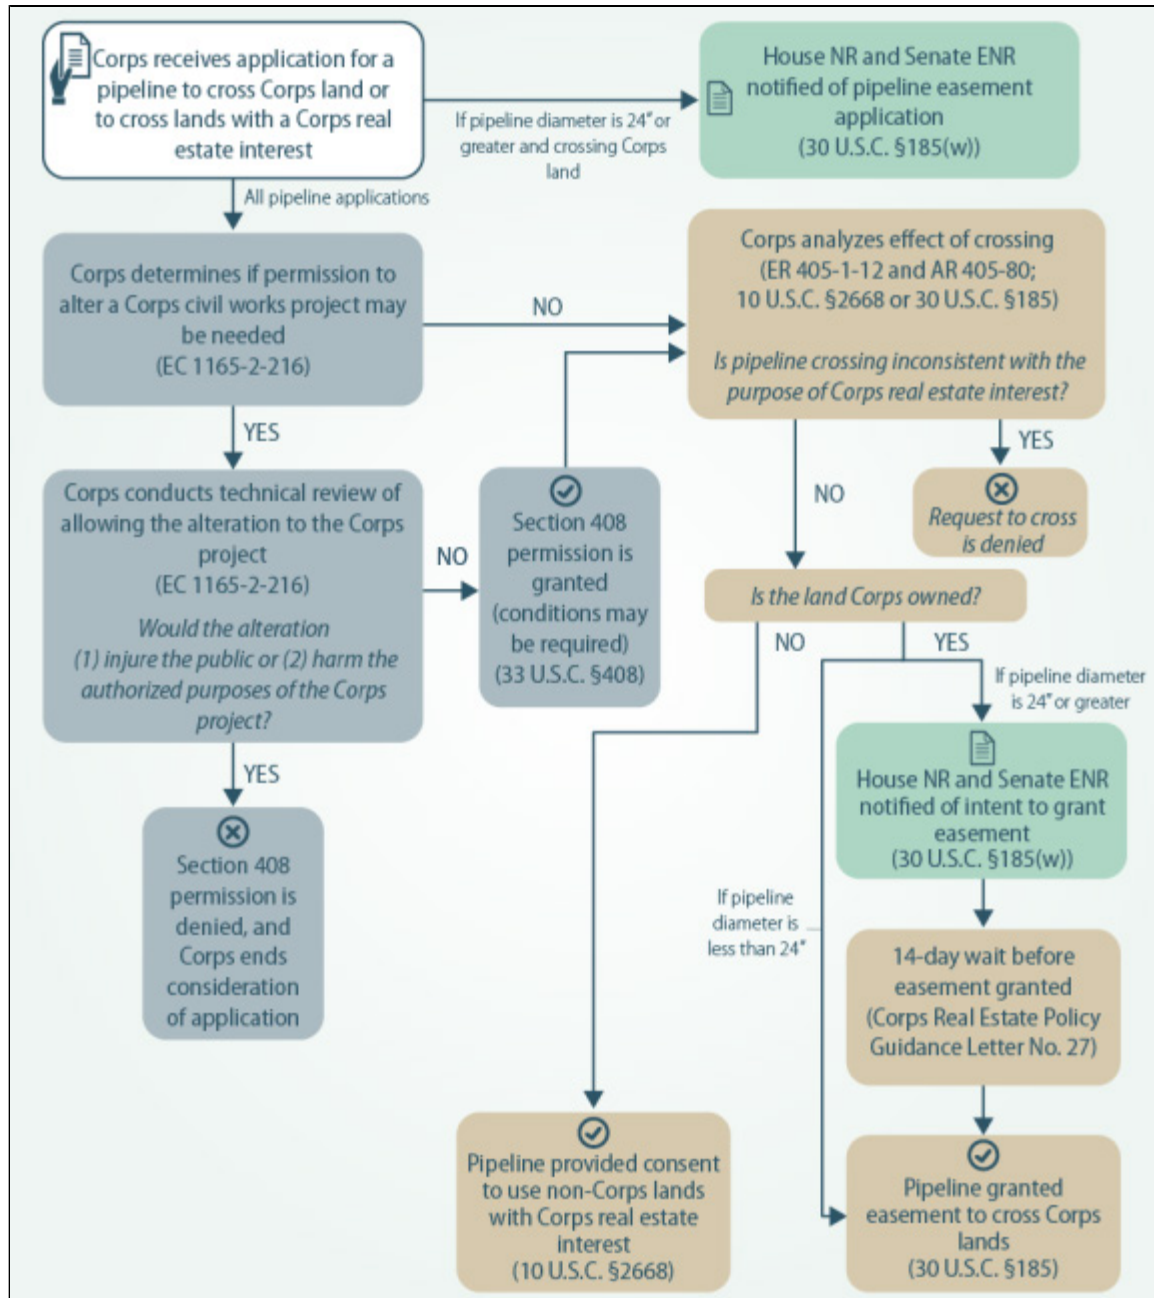 Corps receives application for a
pipeline to cross Corps land or
to cross lands with a Corps real
estate interest
If pipeline diameter is 24" or
greater and crossing Corps
land
House NR and Senate ENR
notified of pipeline easement
application
(30 U.S.C. §185(w))
All pipeline applications
Corps determines if permission to
alter a Corps civil works project may
be needed
(EC 1165-2-216)
NO
Corps analyzes effect of crossing
(ER 405-1-12 and AR 405-80;
10 U.S.C. §2668 or 30 U.S.C. §185)
Is pipeline crossing inconsistent with the
purpose of Corps real estate interest?
YES
Corps conducts technical review of
allowing the alteration to the Corps
project
(EC 1165-2-216)
Would the alteration
(1) injure the public or (2) harm the
authorized purposes of the Corps
project?
NO
Section 408
permission is
granted
(conditions may
be required)
(33 U.S.C. §408)
YES
Section 408
permission is
denied, and
Corps ends
consideration
of application
YES
Request to cross
is denied
NO
Is the land Corps owned?
NO
YES
If pipeline diameter
is 24" or greater
House NR and Senate ENR
notified of intent to grant
easement
(30 U.S.C. §185(w))
If pipeline
diameter is
less than 24"
14-day wait before
easement granted
(Corps Real Estate Policy
Guidance Letter No. 27)
Pipeline provided consent
to use non-Corps lands
with Corps real estate
interest
(10 U.S.C. §2668)
Pipeline granted
easement to cross Corps
lands
(30 U.S.C. §185)